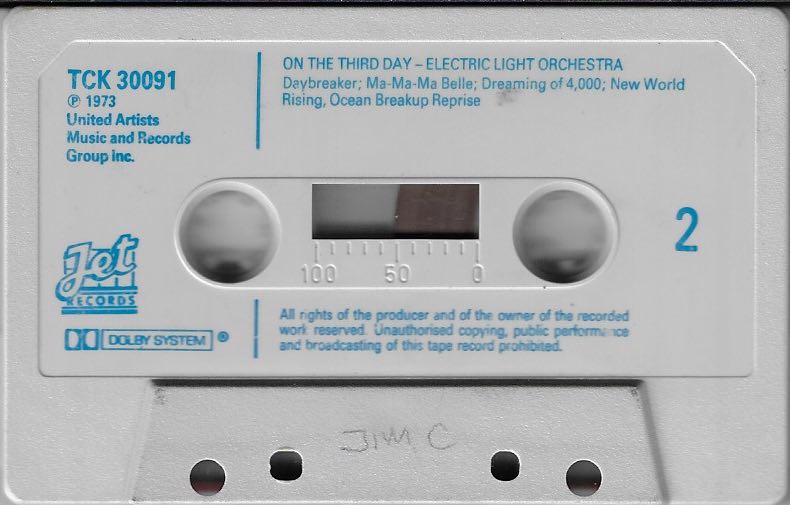 TCK 30091
℗ 1973
United Artists
Music and Records
Group Inc.
ON THE THIRD DAY – ELECTRIC LIGHT ORCHESTRA
Daybreaker; Ma-Ma-Ma Belle; Dreaming of 4,000; New World
Rising, Ocean Breakup Reprise
2
100 50 0
Jet
RECORDS
DOLBY SYSTEM ®
All rights of the producer and of the owner of the recorded
work reserved. Unauthorised copying, public performance
and broadcasting of this tape record prohibited.
JIM C